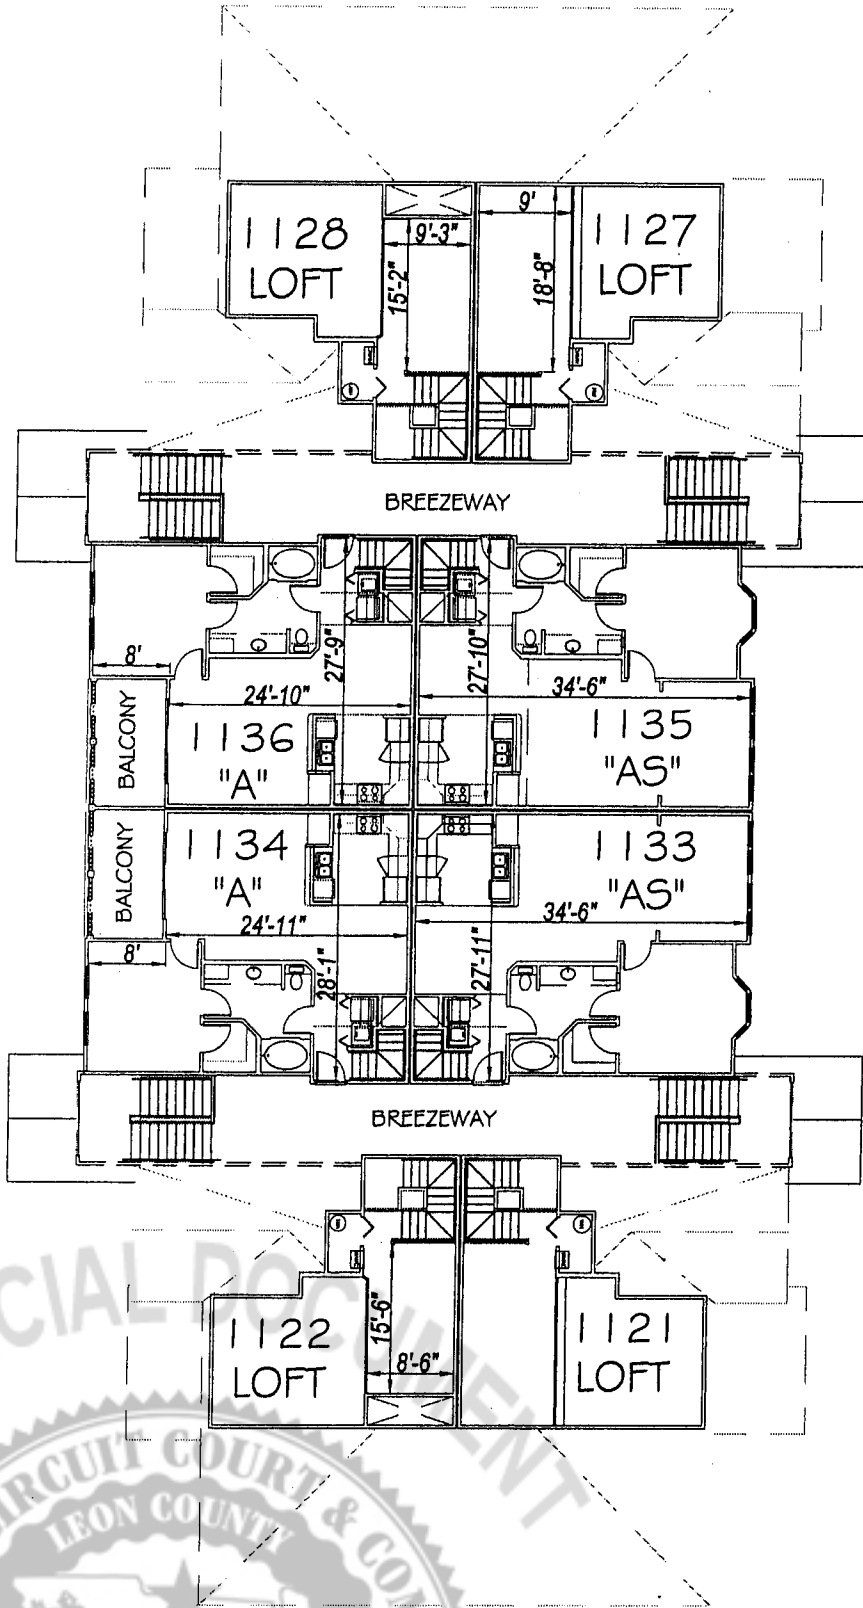 1128
LOFT
9'-3"
15'-2"
9'
18'-8"
1127
LOFT
BREEZEWAY
8'
BALCONY
24'-10"
27'-9"
1136
"A"
27'-10"
34'-6"
1135
"AS"
BALCONY
1134
"A"
24'-11"
8'
28'-1"
1133
"AS"
34'-6"
27'-11"
BREEZEWAY
1122
LOFT
15'-6"
8'-6"
1121
LOFT
CIAL DOCUMENT
IRCUIT COURT & CO
LEON COUNTY